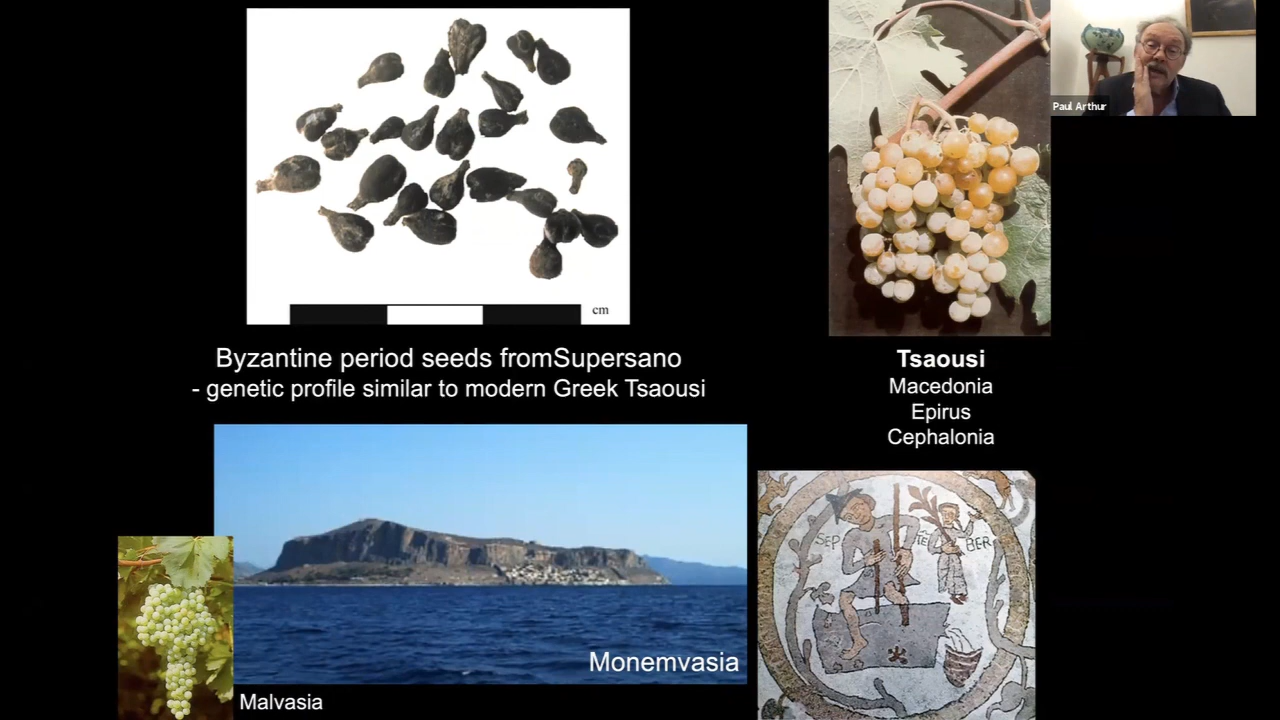 Paul Arthur
cm
Byzantine period seeds fromSupersano
- genetic profile similar to modern Greek Tsaousi
Tsaousi
Macedonia
Epirus
Cephalonia
SEP TE BER
Monemvasia
Malvasia